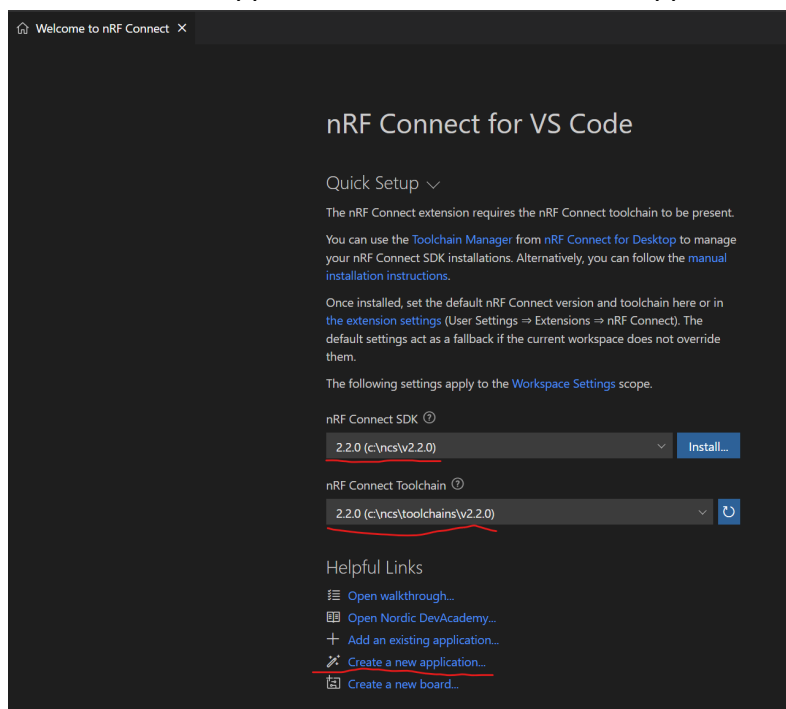 Welcome to nRF Connect
nRF Connect for VS Code
Quick Setup
The nRF Connect extension requires the nRF Connect toolchain to be present.
You can use the Toolchain Manager from nRF Connect for Desktop to manage
your nRF Connect SDK installations. Alternatively, you can follow the manual
installation instructions.
Once installed, set the default nRF Connect version and toolchain here or in
the extension settings (User Settings ⇒ Extensions ⇒ nRF Connect). The
default settings act as a fallback if the current workspace does not override
them.
The following settings apply to the Workspace Settings scope.
nRF Connect SDK
2.2.0 (c:\ncs\v2.2.0)
Install...
nRF Connect Toolchain
2.2.0 (c:\ncs\toolchains\v2.2.0)
Helpful Links
Open walkthrough...
Open Nordic DevAcademy...
Add an existing application...
Create a new application...
Create a new board...